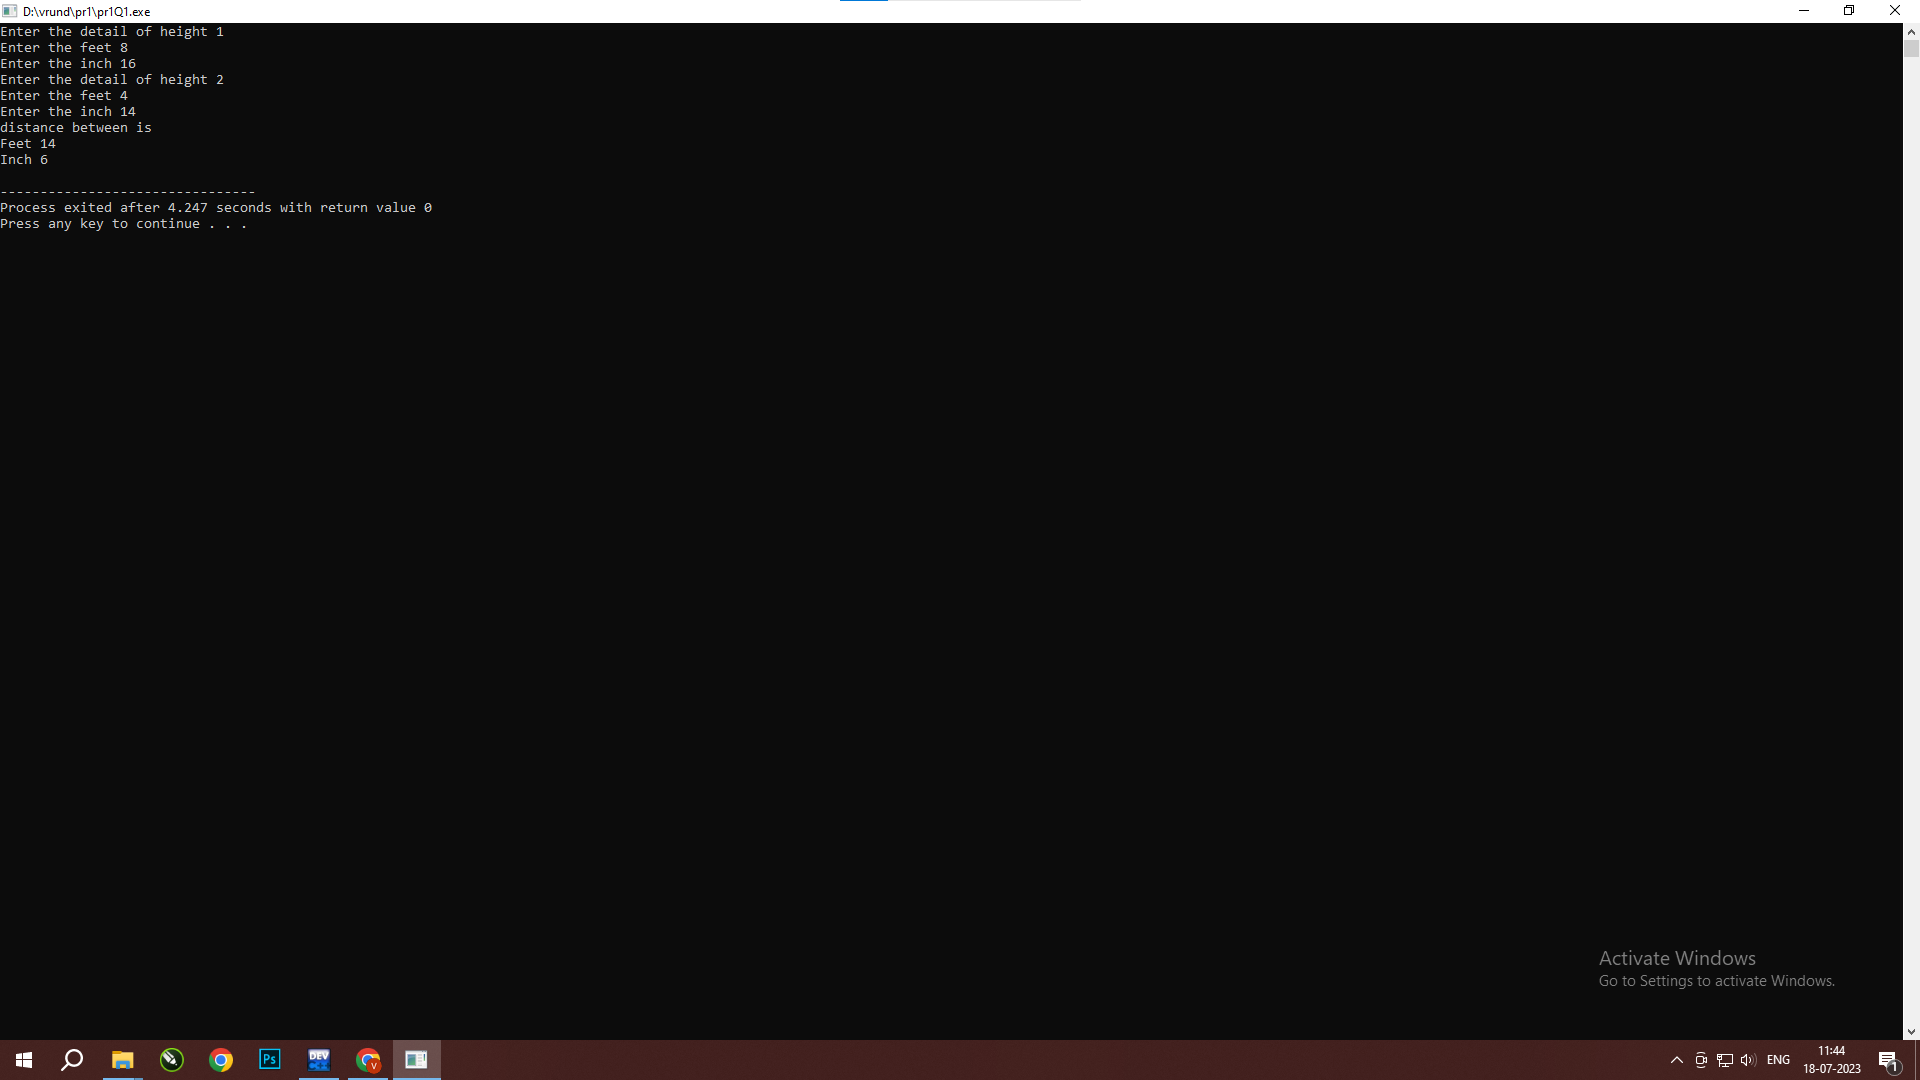 D:\vrund\pr1\pr1Q1.exe
Enter the detail of height 1
Enter the feet 8
Enter the inch 16
Enter the detail of height 2
Enter the feet 4
Enter the inch 14
distance between is
Feet 14
Inch 6
--------------------------------
Process exited after 4.247 seconds with return value 0
Press any key to continue . . .
Activate Windows
Go to Settings to activate Windows.
Ps
DEV
C++
V
ENG
11:44
18-07-2023
1